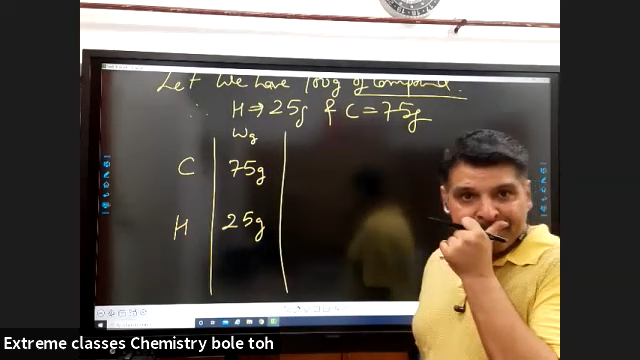 Let We have 100g of compound.
∴ H ⇒ 25g & C = 75g
Wg
C 75g
H 25g
Extreme classes Chemistry bole toh